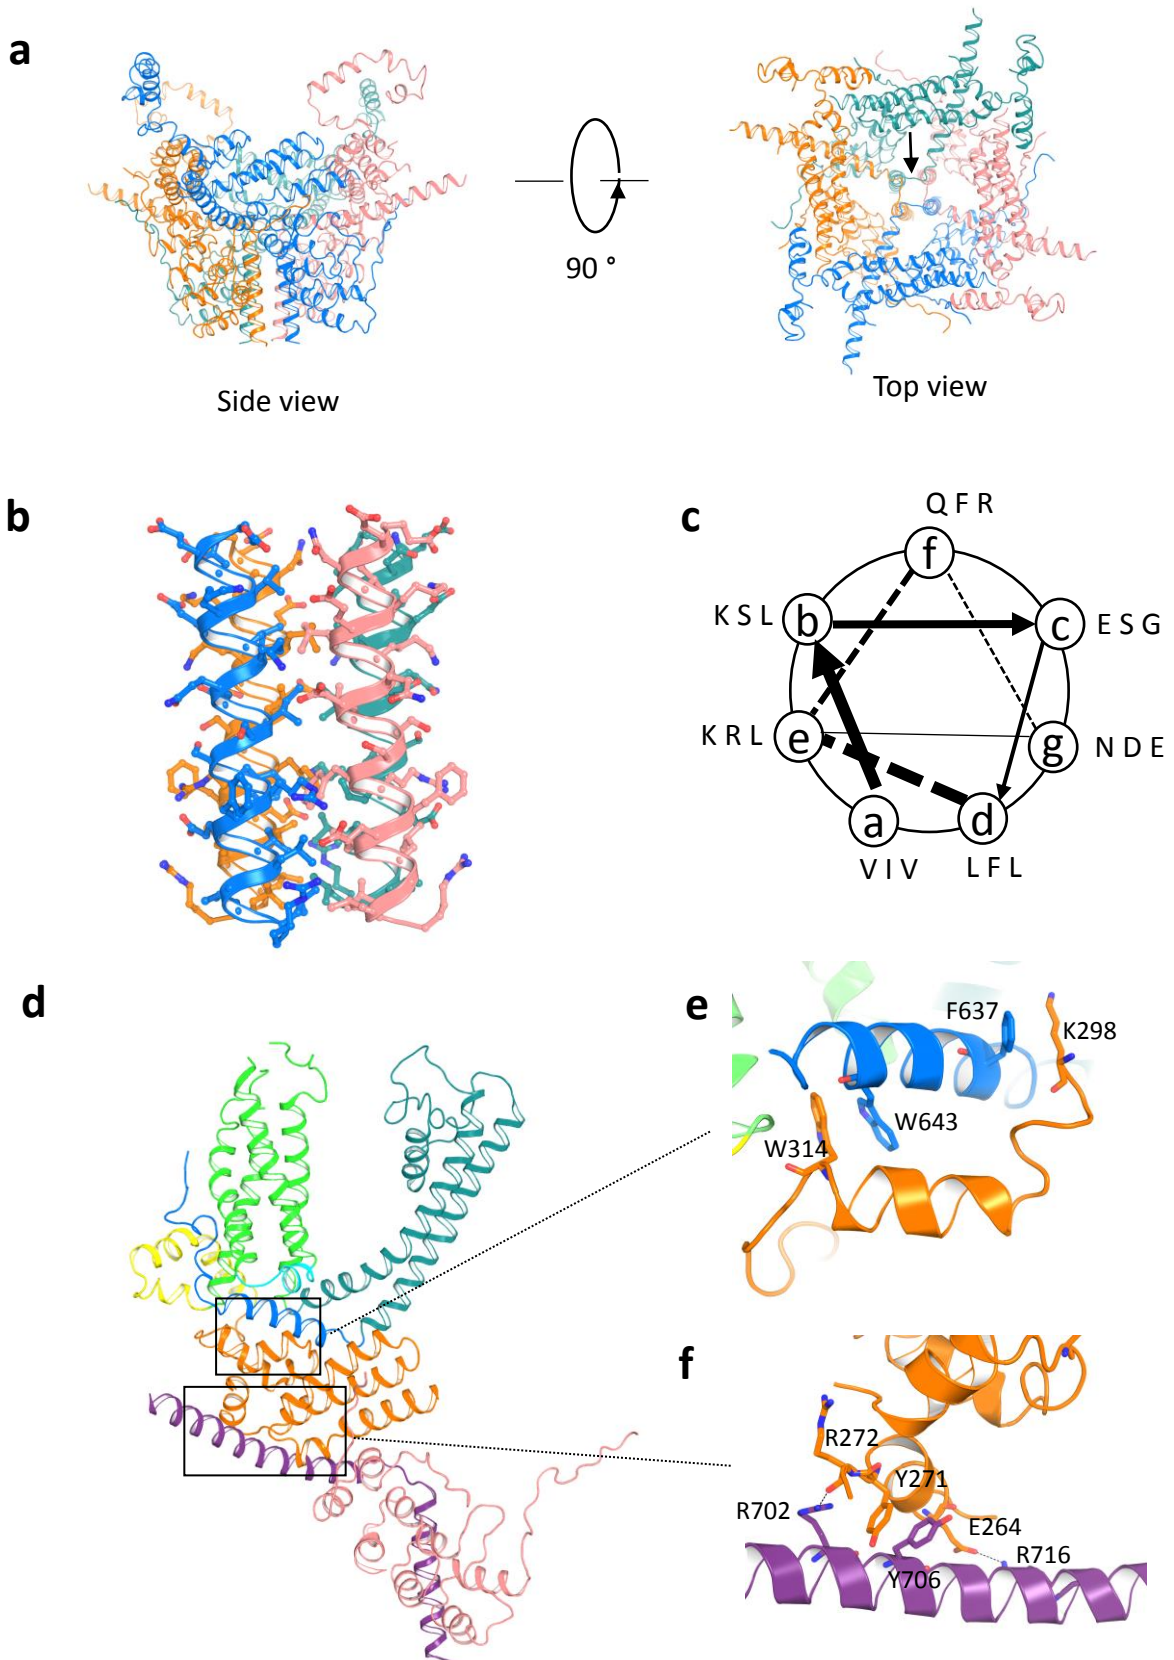 a
90 °
Side view
Top view
b
c
Q F R
f
K S L
b
c
E S G
K R L
e
g
N D E
a
d
V I V
L F L
d
e
F637
K298
W643
W314
f
R272
Y271
R702
E264
R716
Y706